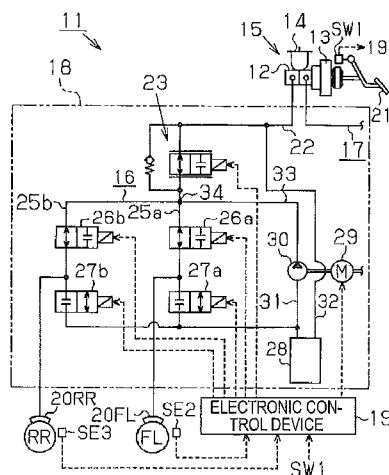 11
15
14
13
SW1
19
12
21
18
23
22
17
16
34
33
25b
25a
26b
26a
30
29
M
27b
27a
31
32
28
20RR
20FL
SE2
RR
SE3
FL
ELECTRONIC CON-
TROL DEVICE
19
SW1